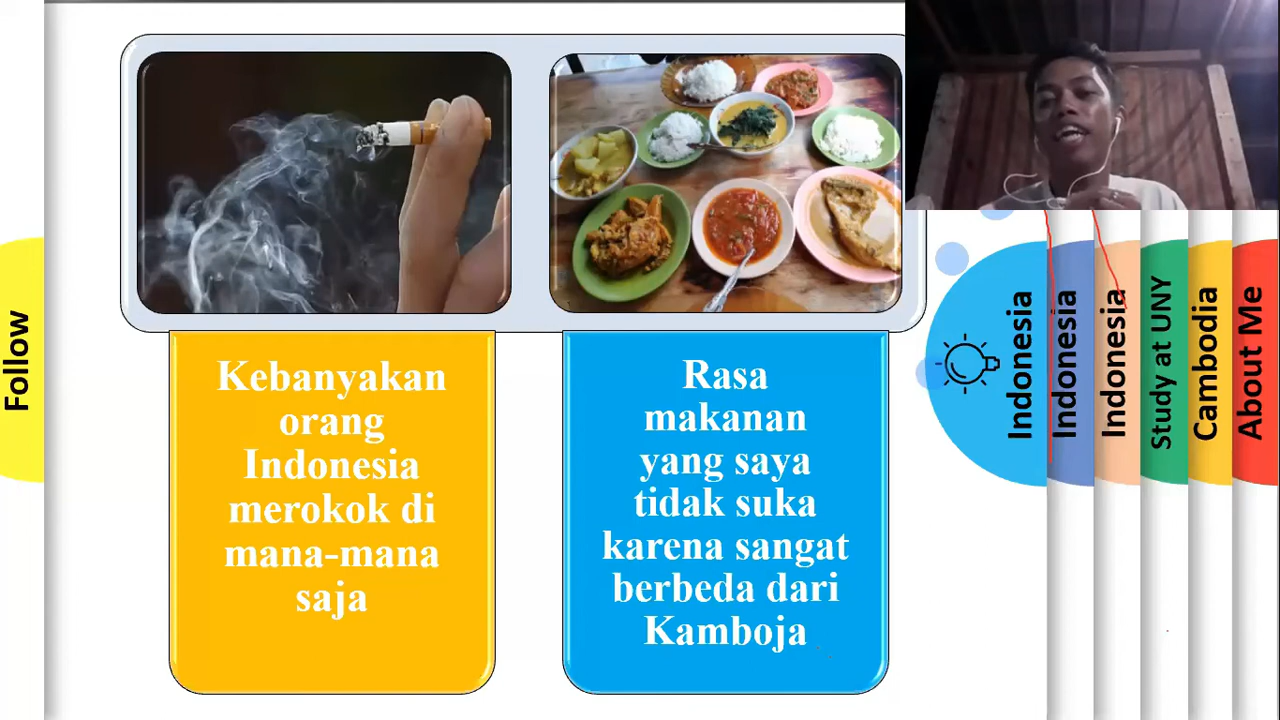 Follow
Kebanyakan
orang
Indonesia
merokok di
mana-mana
saja
Rasa
makanan
yang saya
tidak suka
karena sangat
berbeda dari
Kamboja
Indonesia
Indonesia
Indonesia
Study at UNY
Cambodia
About Me